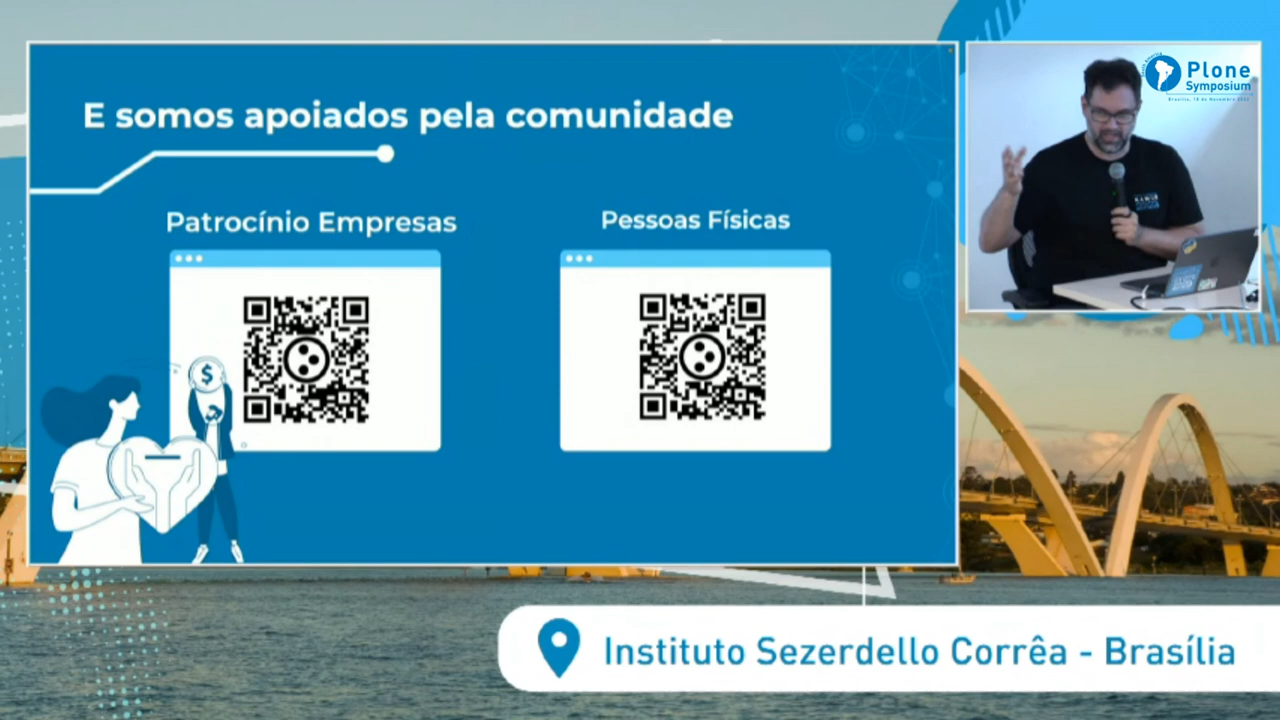 E somos apoiados pela comunidade
Patrocínio Empresas
Pessoas Físicas
$
Plone
Symposium
Instituto Sezerdello Corrêa - Brasília